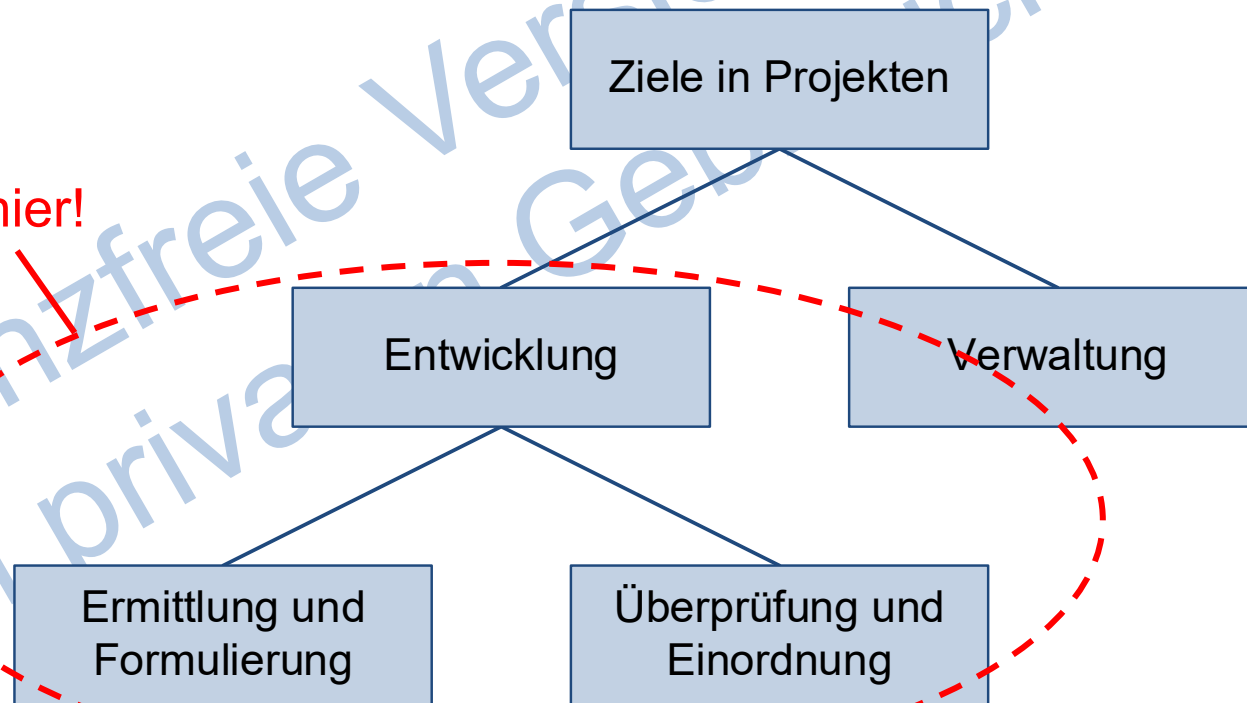 Ziele in Projekten
hier!
Entwicklung
Verwaltung
Ermittlung und
Formulierung
Überprüfung und
Einordnung